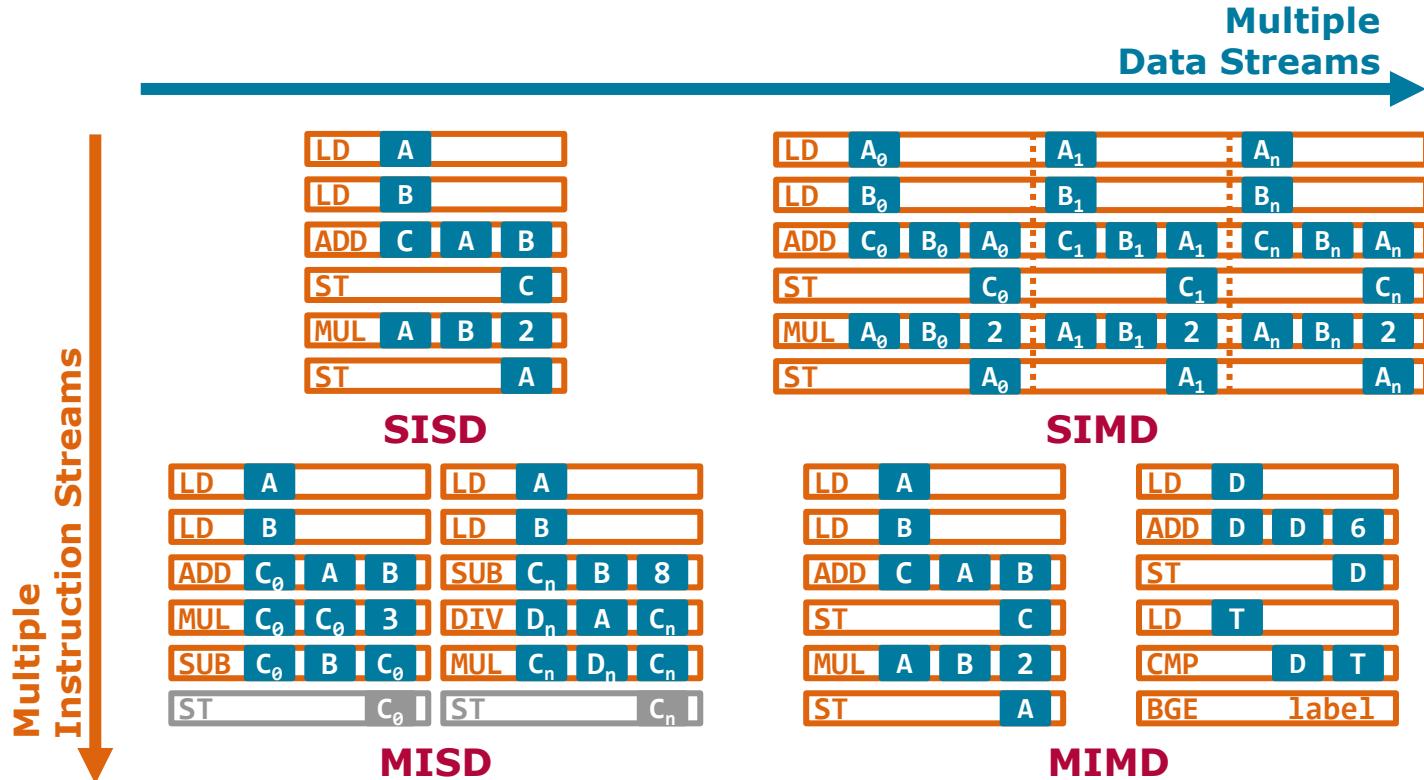 Multiple
Data Streams
Multiple
Instruction Streams
LD A
LD B
ADD C A B
ST C
MUL A B 2
ST A
SISD
LD A₀ A₁ Aₙ
LD B₀ B₁ Bₙ
ADD C₀ B₀ A₀ C₁ B₁ A₁ Cₙ Bₙ Aₙ
ST C₀ C₁ Cₙ
MUL A₀ B₀ 2 A₁ B₁ 2 Aₙ Bₙ 2
ST A₀ A₁ Aₙ
SIMD
LD A
LD B
ADD C₀ A B
MUL C₀ C₀ 3
SUB C₀ B C₀
ST C₀
LD A
LD B
SUB Cₙ B 8
DIV Dₙ A Cₙ
MUL Cₙ Dₙ Cₙ
ST Cₙ
MISD
LD A
LD B
ADD C A B
ST C
MUL A B 2
ST A
LD D
ADD D D 6
ST D
LD T
CMP D T
BGE label
MIMD